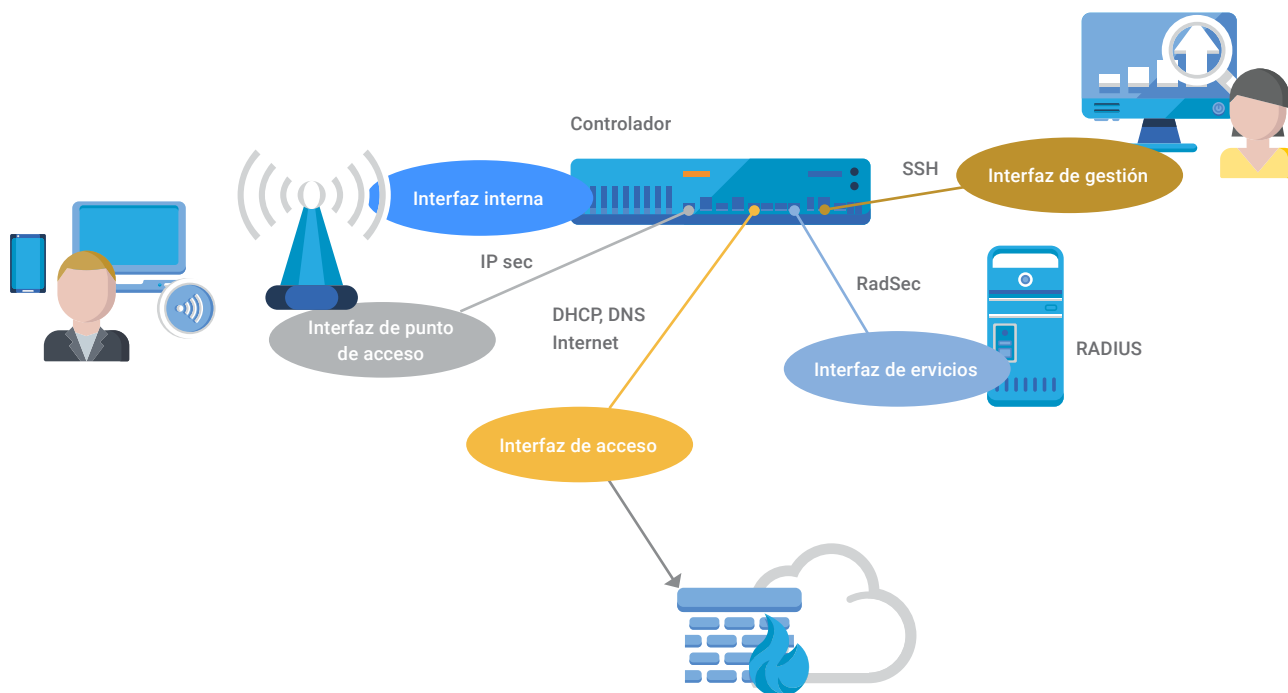 Controlador
SSH
Interfaz de gestión
Interfaz interna
IP sec
RadSec
Interfaz de punto
de acceso
DHCP, DNS
Internet
RADIUS
Interfaz de ervicios
Interfaz de acceso